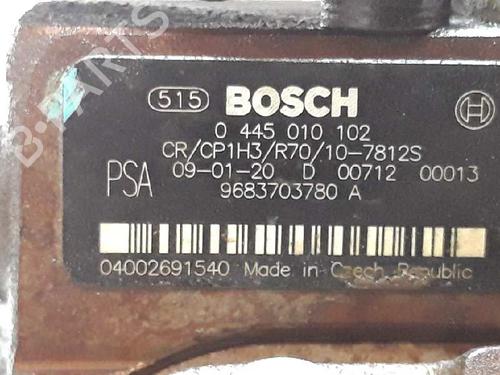 515 BOSCH
0 445 010 102
CR/CP1H3/R70/10-7812S
PSA 09-01-20 D 00712 00013
9683703780 A
04002691540 Made in Czech Republic
B-PARTS